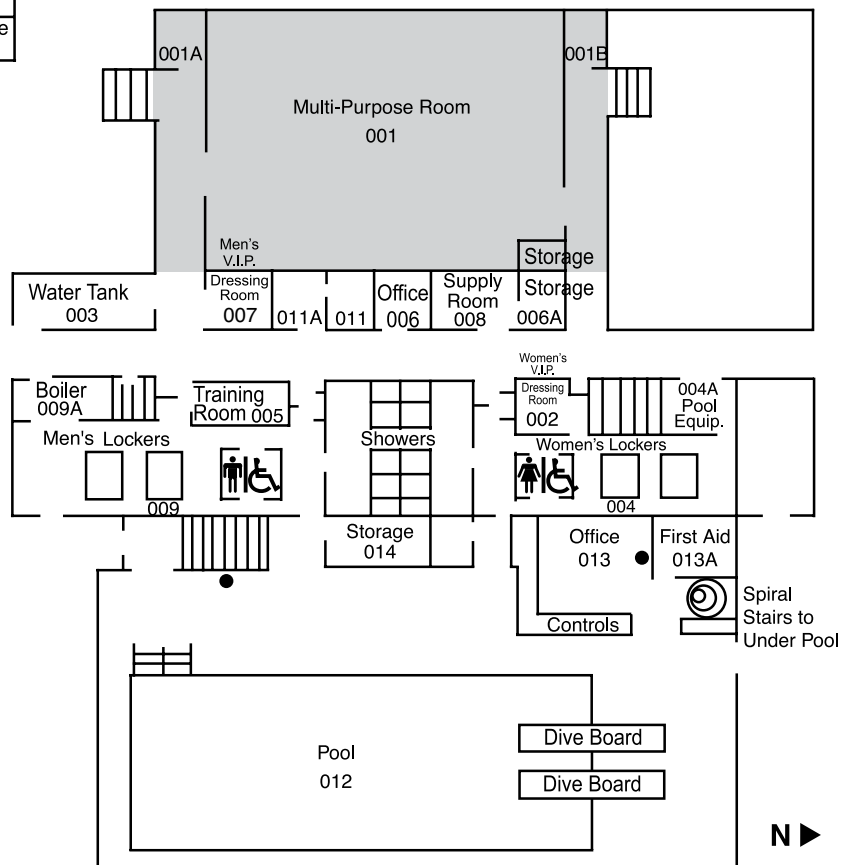 e
001A
001B
Multi-Purpose Room
001
Men's
V.I.P.
Dressing
Room
007
011A
011
Office
006
Supply
Room
008
Storage
Storage
006A
Water Tank
003
Boiler
009A
Training
Room 005
Showers
Women's
V.I.P.
Dressing
Room
002
004A
Pool
Equip.
Men's Lockers
Women's Lockers
009
004
Storage
014
Office
013
First Aid
013A
Controls
Spiral
Stairs to
Under Pool
Pool
012
Dive Board
Dive Board
N